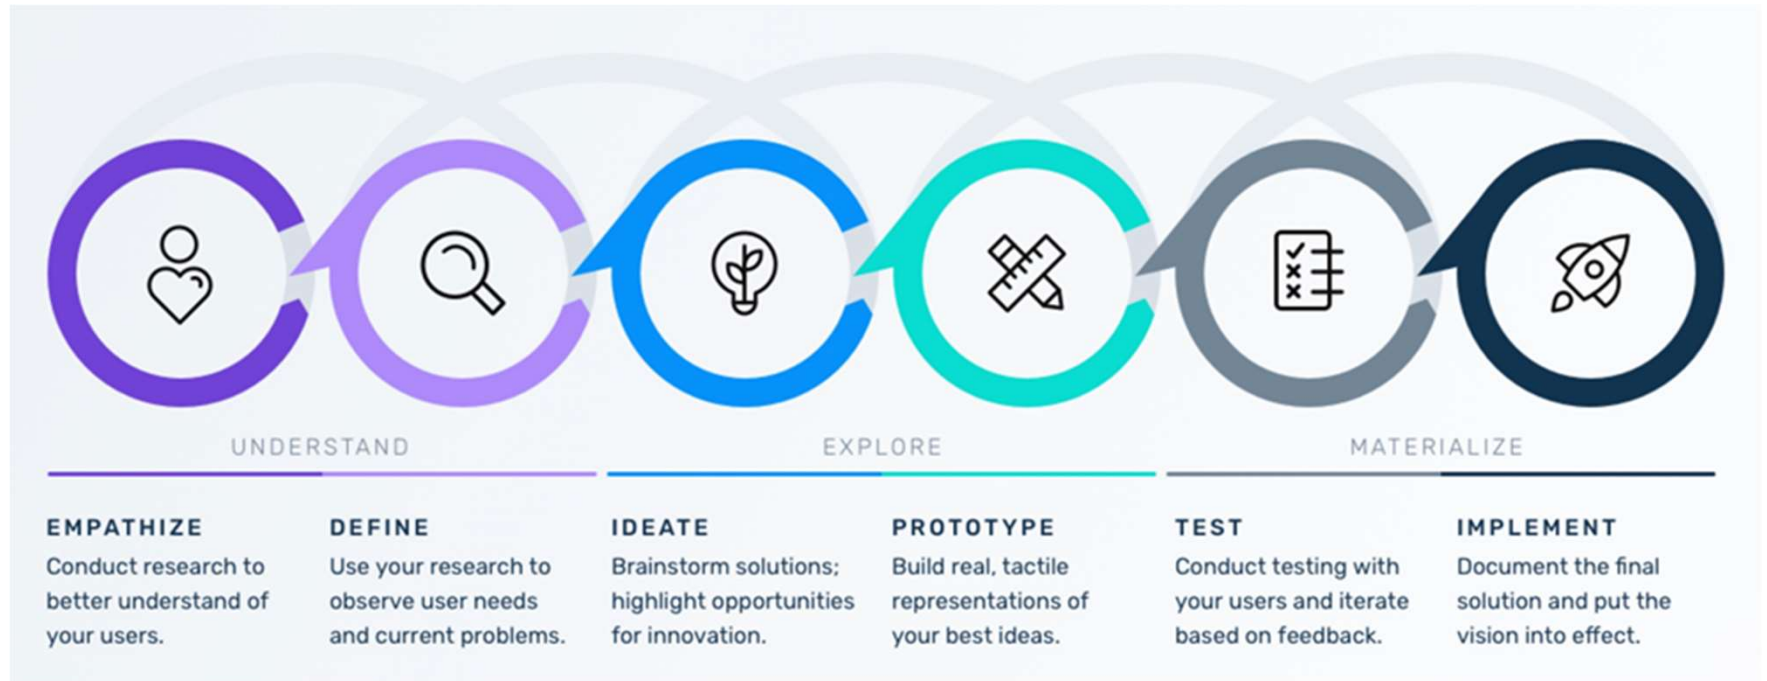 UNDERSTAND
EXPLORE
MATERIALIZE
EMPATHIZE
Conduct research to
better understand of
your users.
DEFINE
Use your research to
observe user needs
and current problems.
IDEATE
Brainstorm solutions;
highlight opportunities
for innovation.
PROTOTYPE
Build real, tactile
representations of
your best ideas.
TEST
Conduct testing with
your users and iterate
based on feedback.
IMPLEMENT
Document the final
solution and put the
vision into effect.